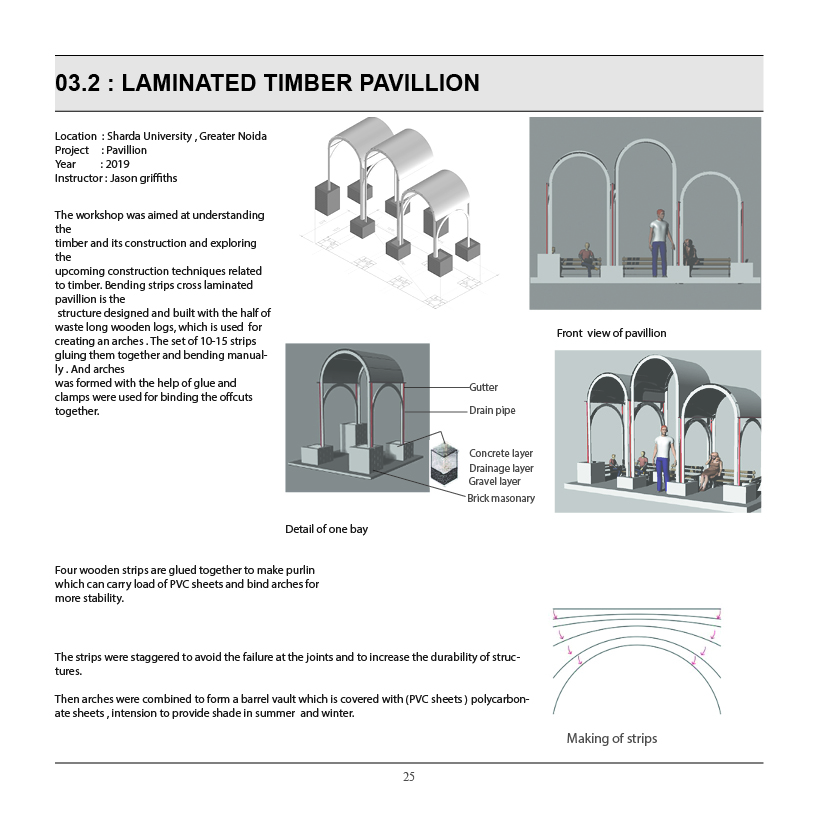 03.2 : LAMINATED TIMBER PAVILLION
Location : Sharda University , Greater Noida
Project : Pavillion
Year : 2019
Instructor : Jason griffiths
The workshop was aimed at understanding
the
timber and its construction and exploring
the
upcoming construction techniques related
to timber. Bending strips cross laminated
pavillion is the
structure designed and built with the half of
waste long wooden logs, which is used for
creating an arches . The set of 10-15 strips
gluing them together and bending manual-
ly . And arches
was formed with the help of glue and
clamps were used for binding the offcuts
together.
Front view of pavillion
Gutter
Drain pipe
Concrete layer
Drainage layer
Gravel layer
Brick masonary
Detail of one bay
Four wooden strips are glued together to make purlin
which can carry load of PVC sheets and bind arches for
more stability.
The strips were staggered to avoid the failure at the joints and to increase the durability of struc-
tures.
Then arches were combined to form a barrel vault which is covered with (PVC sheets ) polycarbon-
ate sheets , intension to provide shade in summer and winter.
Making of strips
25